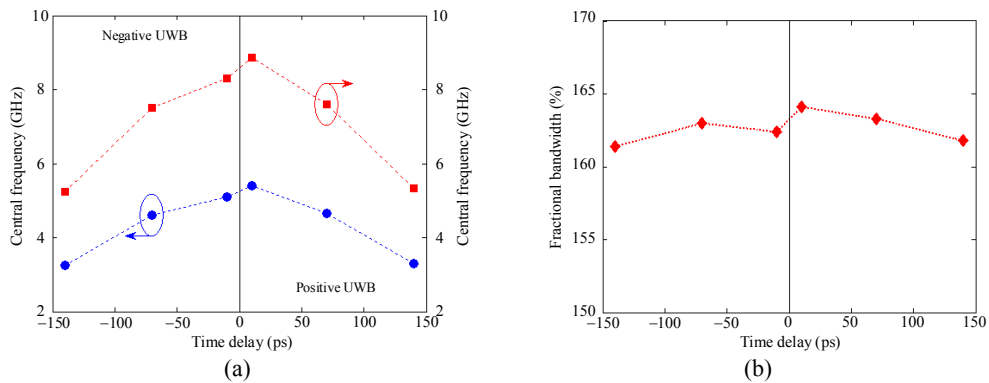 10
8
6
4
2
Central frequency (GHz)
Negative UWB
Positive UWB
10
8
6
4
2
Central frequency (GHz)
−150 −100 −50 0 50 100 150
Time delay (ps)
(a)
170
165
160
155
150
Fractional bandwidth (%)
−150 −100 −50 0 50 100 150
Time delay (ps)
(b)